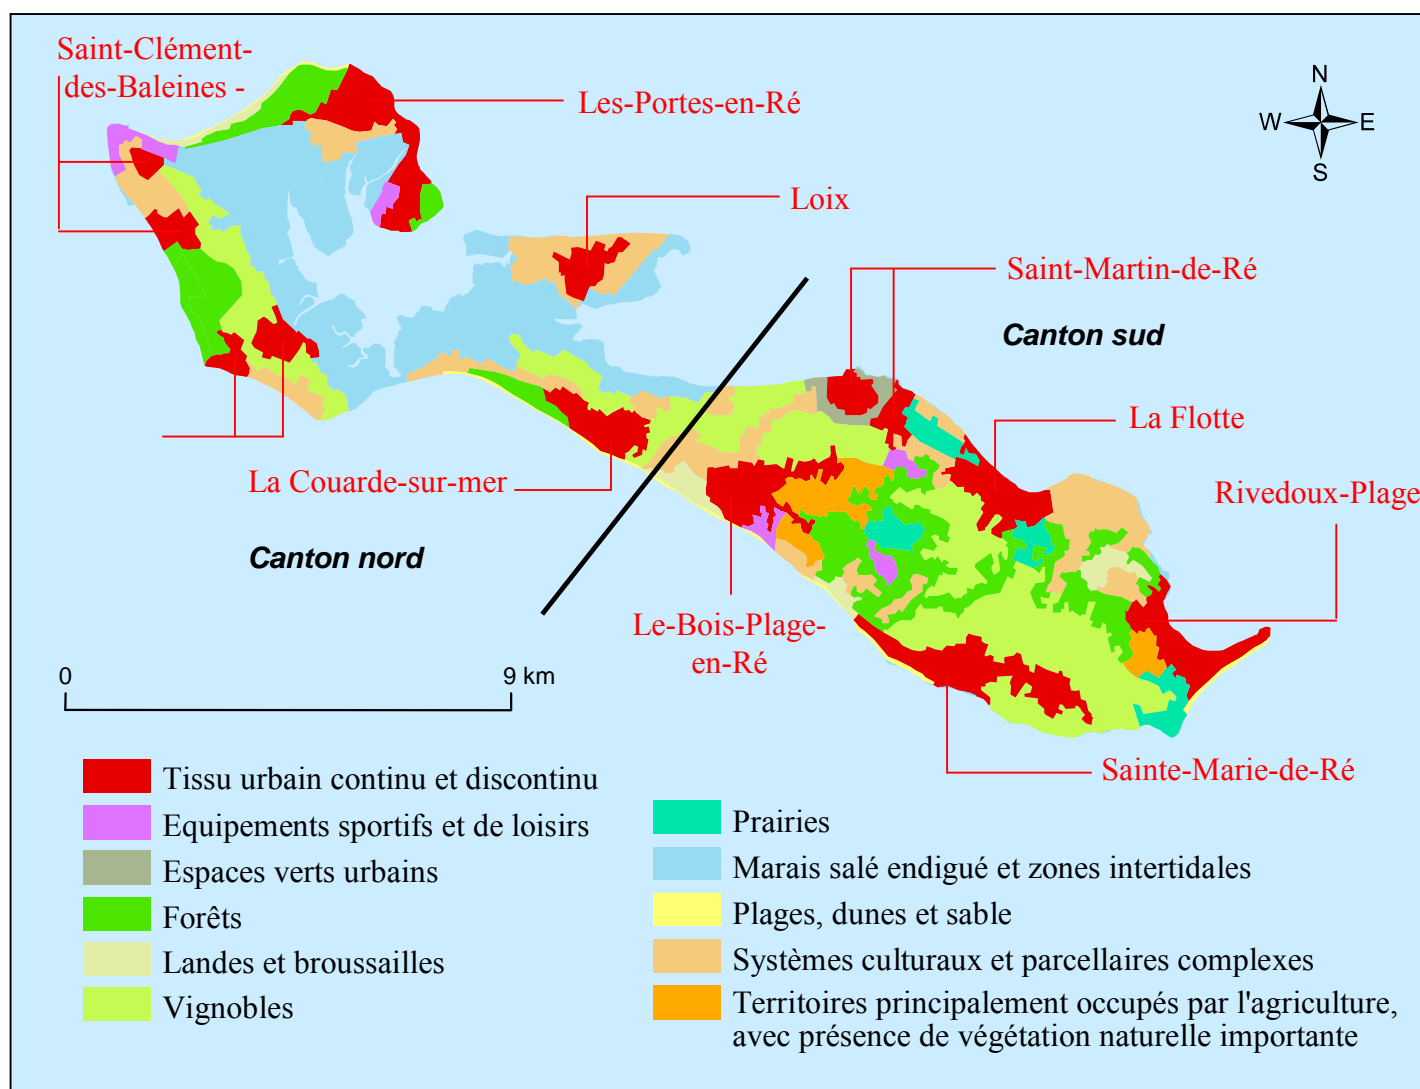 Saint-Clément-
des-Baleines -
Les-Portes-en-Ré
N
W
E
S
Loix
Saint-Martin-de-Ré
Canton sud
La Flotte
La Couarde-sur-mer
Rivedoux-Plage
Canton nord
Le-Bois-Plage-
en-Ré
0
9 km
Sainte-Marie-de-Ré
Tissu urbain continu et discontinu
Equipements sportifs et de loisirs
Espaces verts urbains
Forêts
Landes et broussailles
Vignobles
Prairies
Marais salé endigué et zones intertidales
Plages, dunes et sable
Systèmes culturaux et parcellaires complexes
Territoires principalement occupés par l'agriculture,
avec présence de végétation naturelle importante